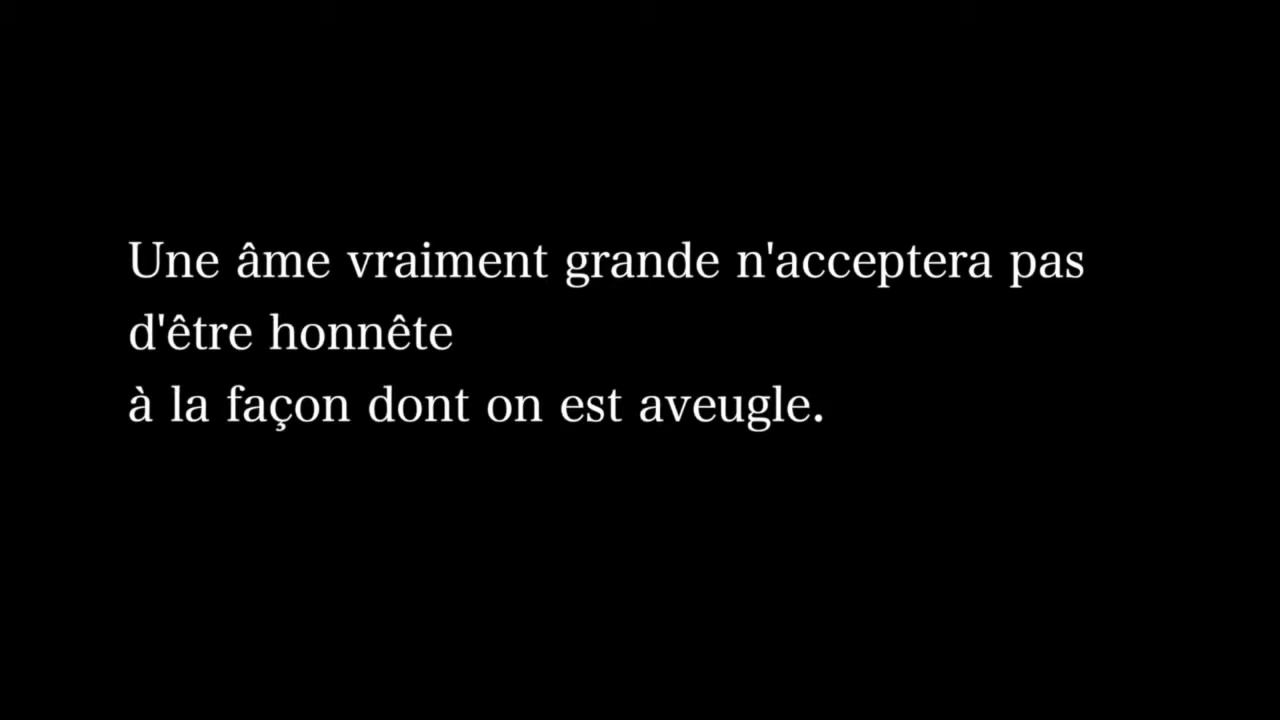 Une âme vraiment grande n'acceptera pas
d'être honnête
à la façon dont on est aveugle.